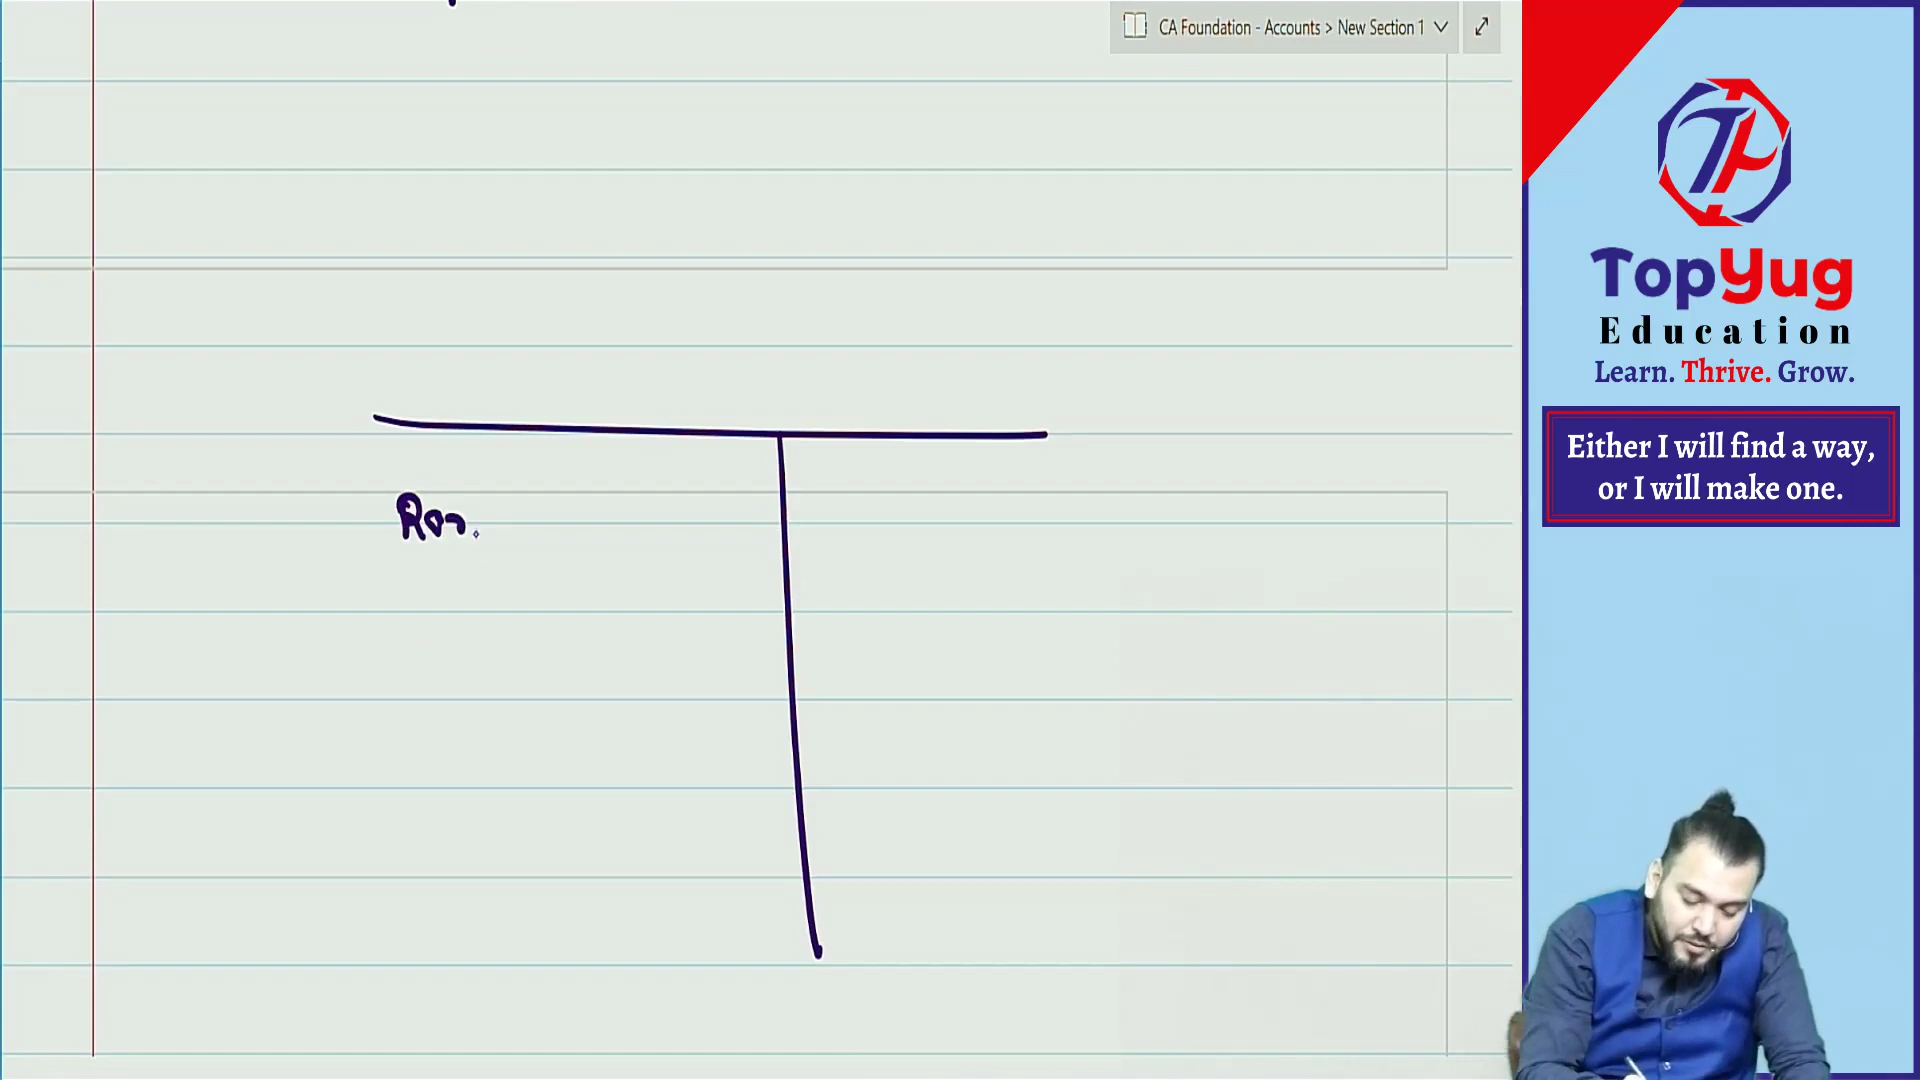 CA Foundation - Accounts > New Section 1
TopYug
Education
Learn. Thrive. Grow.
Either I will find a way,
or I will make one.